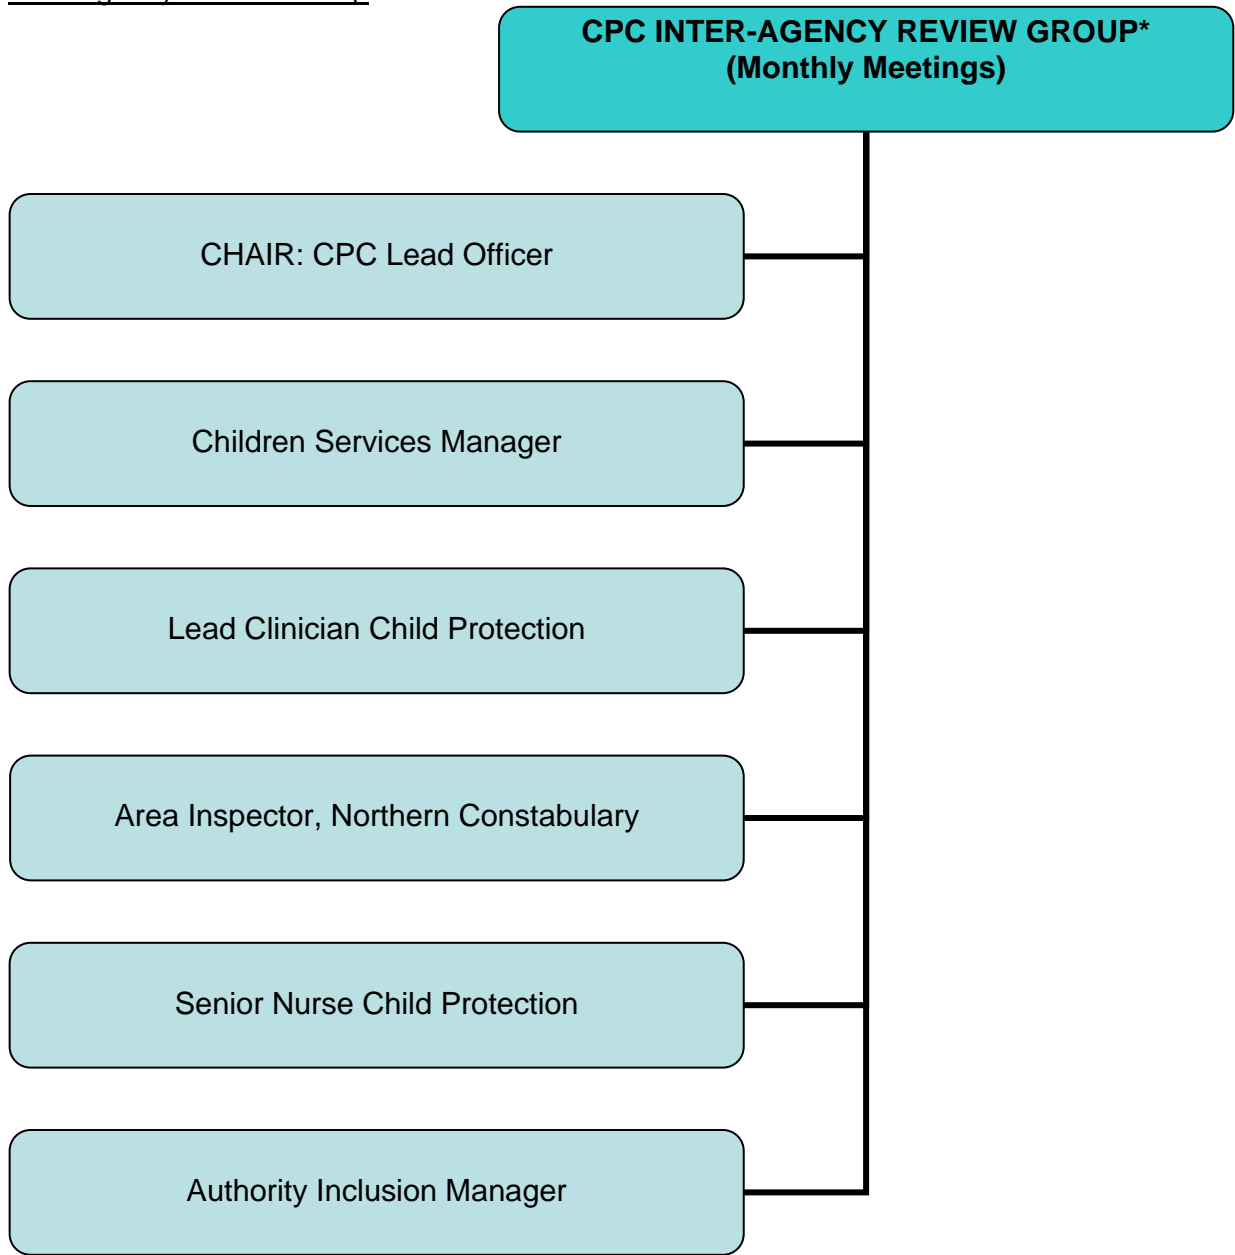 CPC INTER-AGENCY REVIEW GROUP*
(Monthly Meetings)
CHAIR: CPC Lead Officer
Children Services Manager
Lead Clinician Child Protection
Area Inspector, Northern Constabulary
Senior Nurse Child Protection
Authority Inclusion Manager